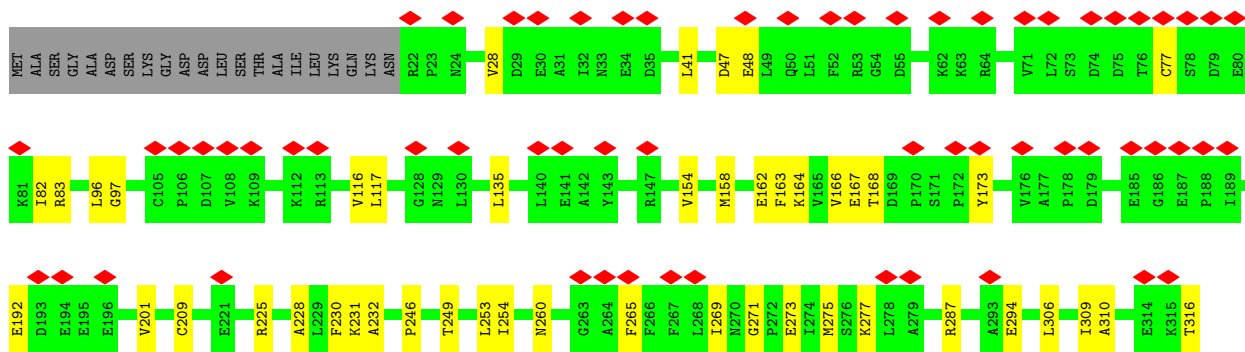 MET ALA SER GLY ALA ASP ASP SER LYS GLY ASP ASP LEU SER THR ALA ILE LEU LYS GLN LYS ASN R22 P23 N24 V28 D29 E30 A31 I32 N33 E34 D35 L41 D47 E48 L49 Q50 L51 F52 R53 G54 D55 K62 K63 R64 V71 L72 S73 D74 D75 T76 C77 S78 D79 E80
K81 I82 R83 L96 G97 C105 P106 D107 V108 K109 K112 R113 V116 L117 G128 N129 L130 L135 L140 E141 A142 Y143 R147 V154 M158 E162 F163 K164 V165 V166 E167 T168 D169 P170 S171 P172 Y173 V176 A177 P178 D179 E185 G186 E187 P188 I189
E192 D193 E194 E195 E196 V201 C209 E221 R225 A228 L229 F230 K231 A232 P246 T249 L253 I254 N260 G263 A264 F265 F266 F267 L268 I269 N270 G271 P272 E273 I274 M275 S276 K277 L278 A279 R287 A293 E294 L306 I309 A310 E314 K315 T316